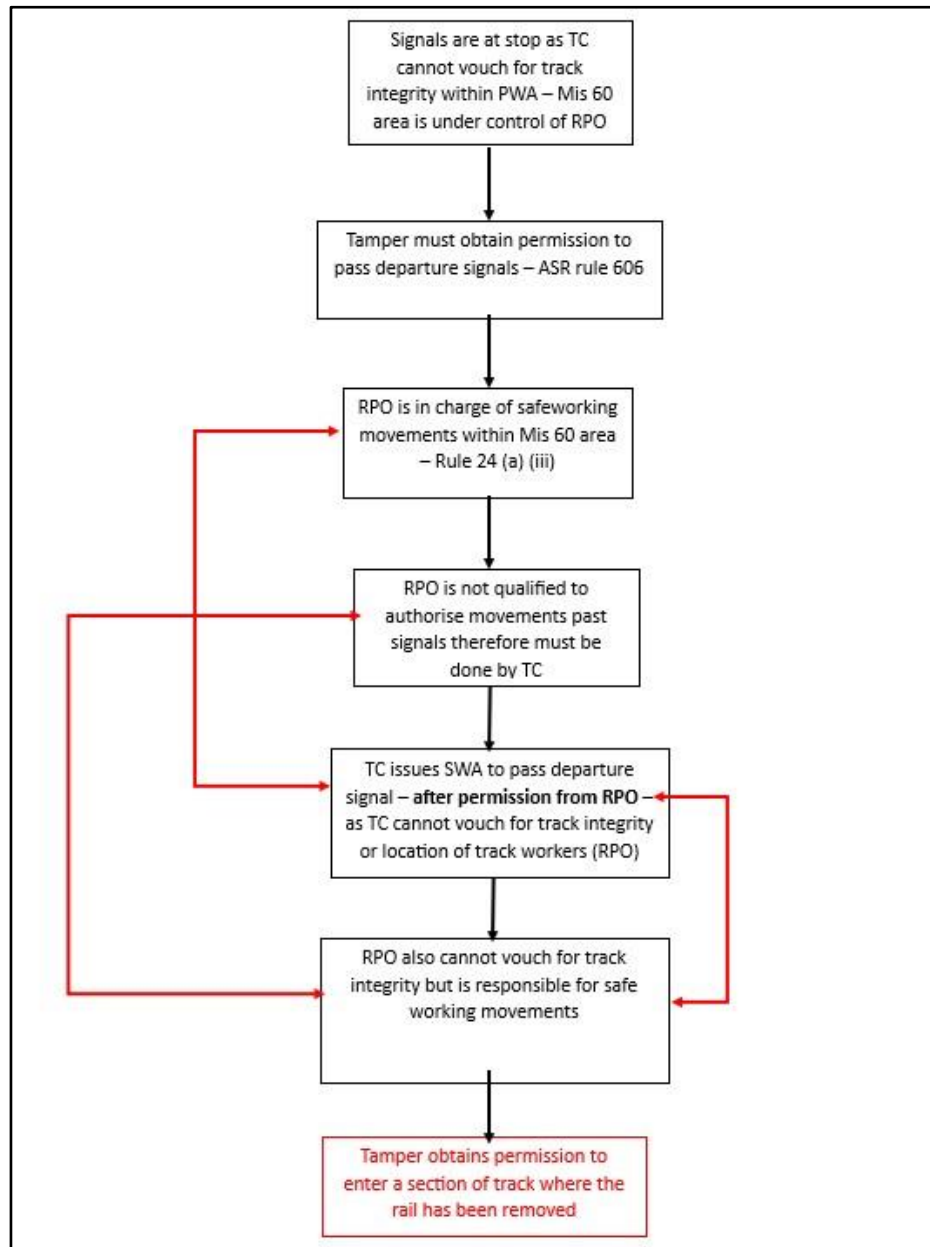 Signals are at stop as TC
cannot vouch for track
integrity within PWA – Mis 60
area is under control of RPO
Tamper must obtain permission to
pass departure signals – ASR rule 606
RPO is in charge of safeworking
movements within Mis 60 area
– Rule 24 (a) (iii)
RPO is not qualified to
authorise movements past
signals therefore must be
done by TC
TC issues SWA to pass departure
signal – after permission from RPO –
as TC cannot vouch for track integrity
or location of track workers (RPO)
RPO also cannot vouch for track
integrity but is responsible for safe
working movements
Tamper obtains permission to
enter a section of track where the
rail has been removed